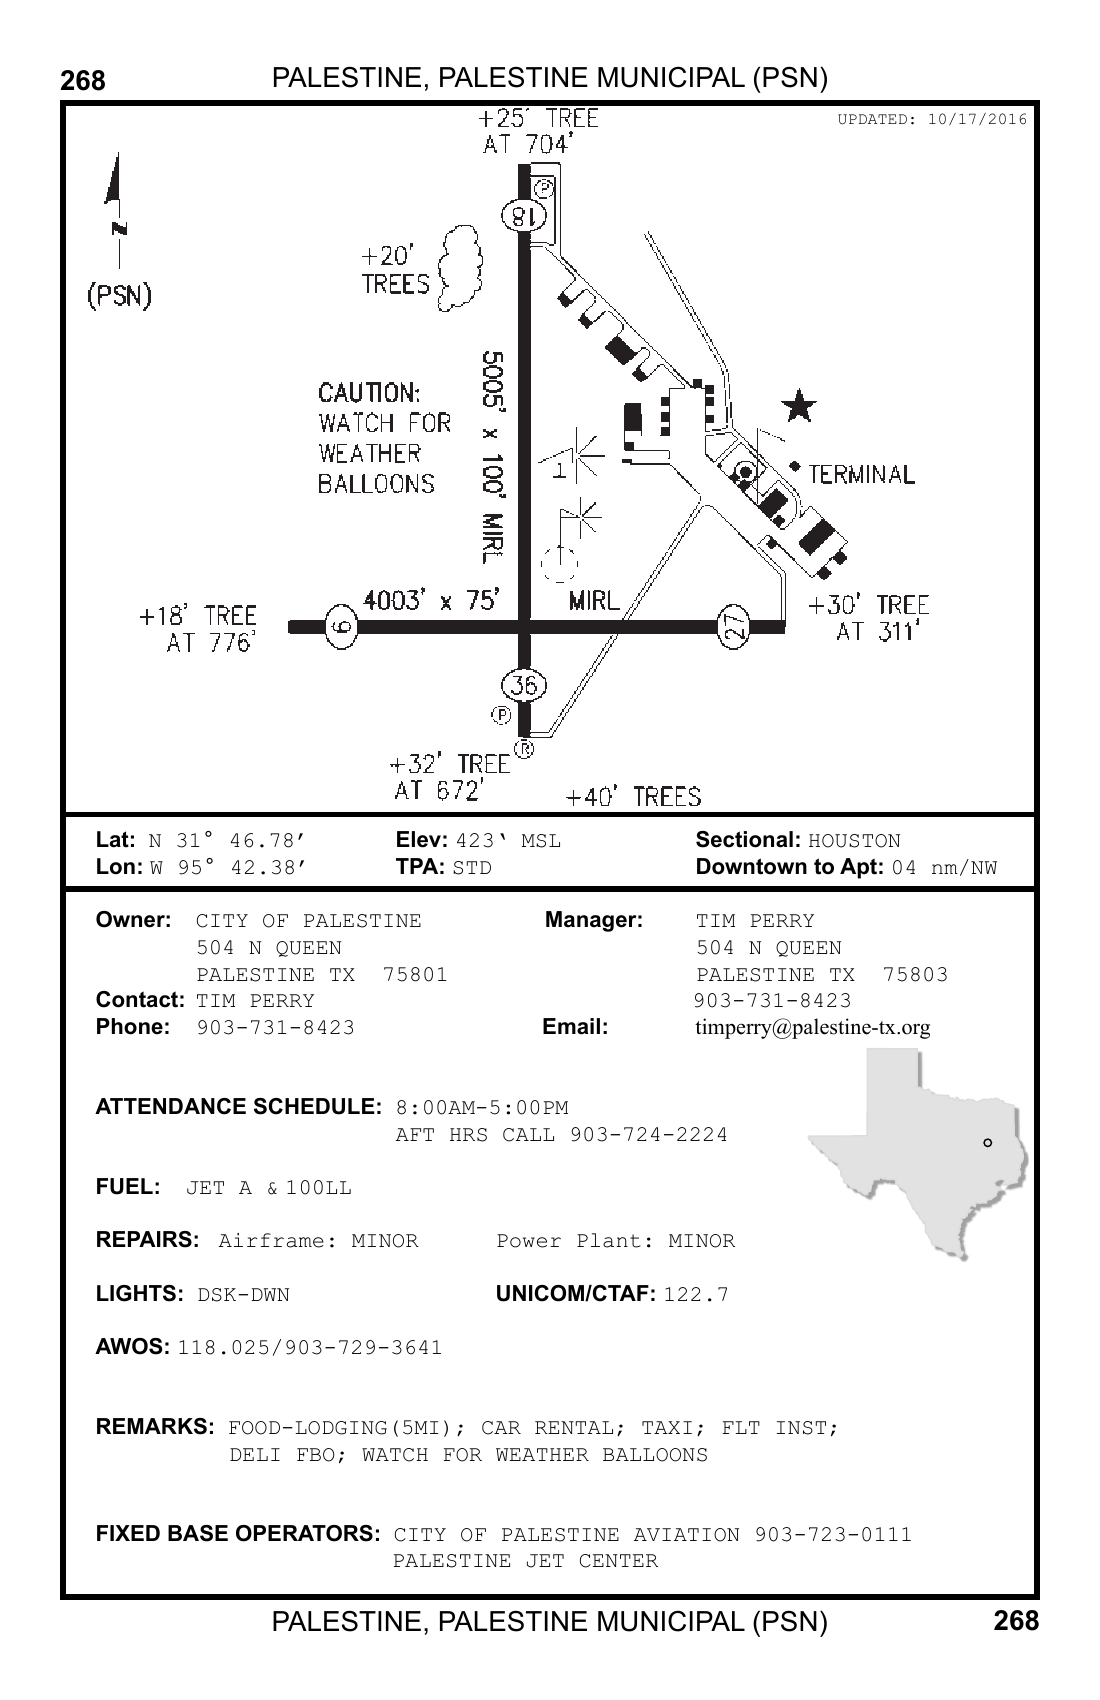 268 PALESTINE, PALESTINE MUNICIPAL (PSN)
+25' TREE
AT 704'
UPDATED: 10/17/2016
P
18
N
(PSN)
+20'
TREES
5005' x 100' MIRL
CAUTION:
WATCH FOR
WEATHER
BALLOONS
TERMINAL
4003' x 75' MIRL
+18' TREE
AT 776'
9
27
+30' TREE
AT 311'
36
P
R
+32' TREE
AT 672'
+40' TREES
Lat: N 31° 46.78’ Elev: 423‘ MSL Sectional: HOUSTON
Lon: W 95° 42.38’ TPA: STD Downtown to Apt: 04 nm/NW
Owner: CITY OF PALESTINE Manager: TIM PERRY
504 N QUEEN 504 N QUEEN
PALESTINE TX 75801 PALESTINE TX 75803
Contact: TIM PERRY 903-731-8423
Phone: 903-731-8423 Email: timperry@palestine-tx.org
ATTENDANCE SCHEDULE: 8:00AM-5:00PM
AFT HRS CALL 903-724-2224
FUEL: JET A & 100LL
REPAIRS: Airframe: MINOR Power Plant: MINOR
LIGHTS: DSK-DWN UNICOM/CTAF: 122.7
AWOS: 118.025/903-729-3641
REMARKS: FOOD-LODGING(5MI); CAR RENTAL; TAXI; FLT INST;
DELI FBO; WATCH FOR WEATHER BALLOONS
FIXED BASE OPERATORS: CITY OF PALESTINE AVIATION 903-723-0111
PALESTINE JET CENTER
PALESTINE, PALESTINE MUNICIPAL (PSN) 268